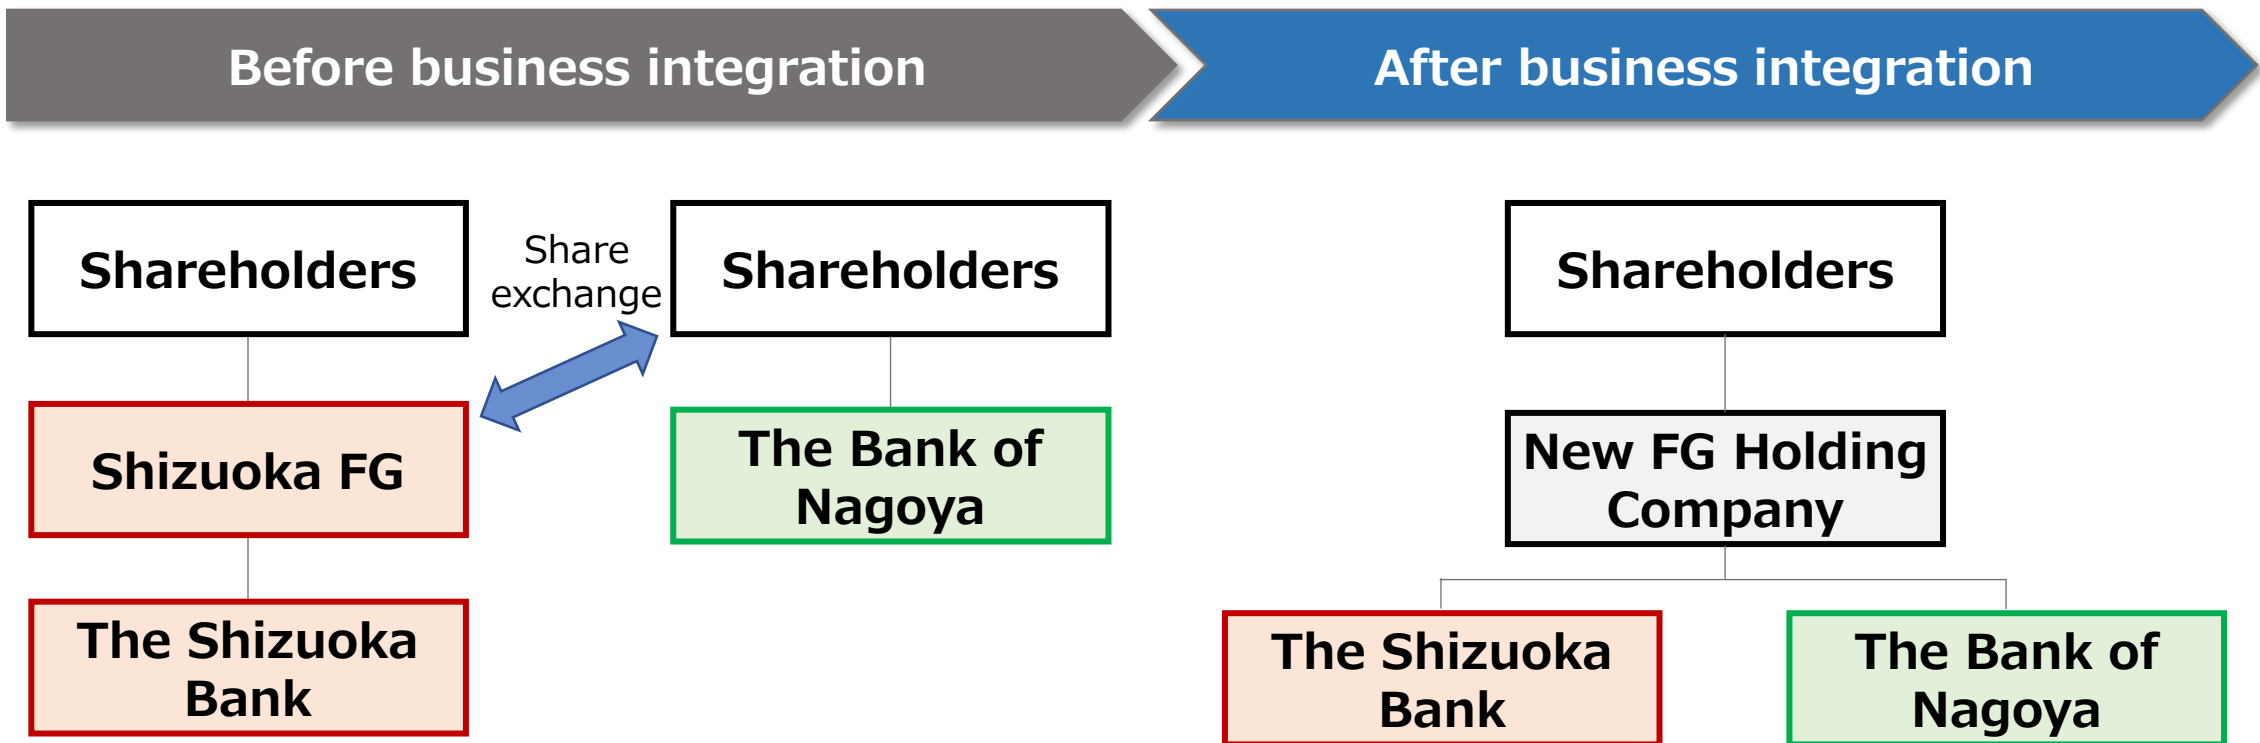 Before business integration
After business integration
Shareholders
Share
exchange
Shareholders
Shizuoka FG
The Bank of
Nagoya
The Shizuoka
Bank
Shareholders
New FG Holding
Company
The Shizuoka
Bank
The Bank of
Nagoya